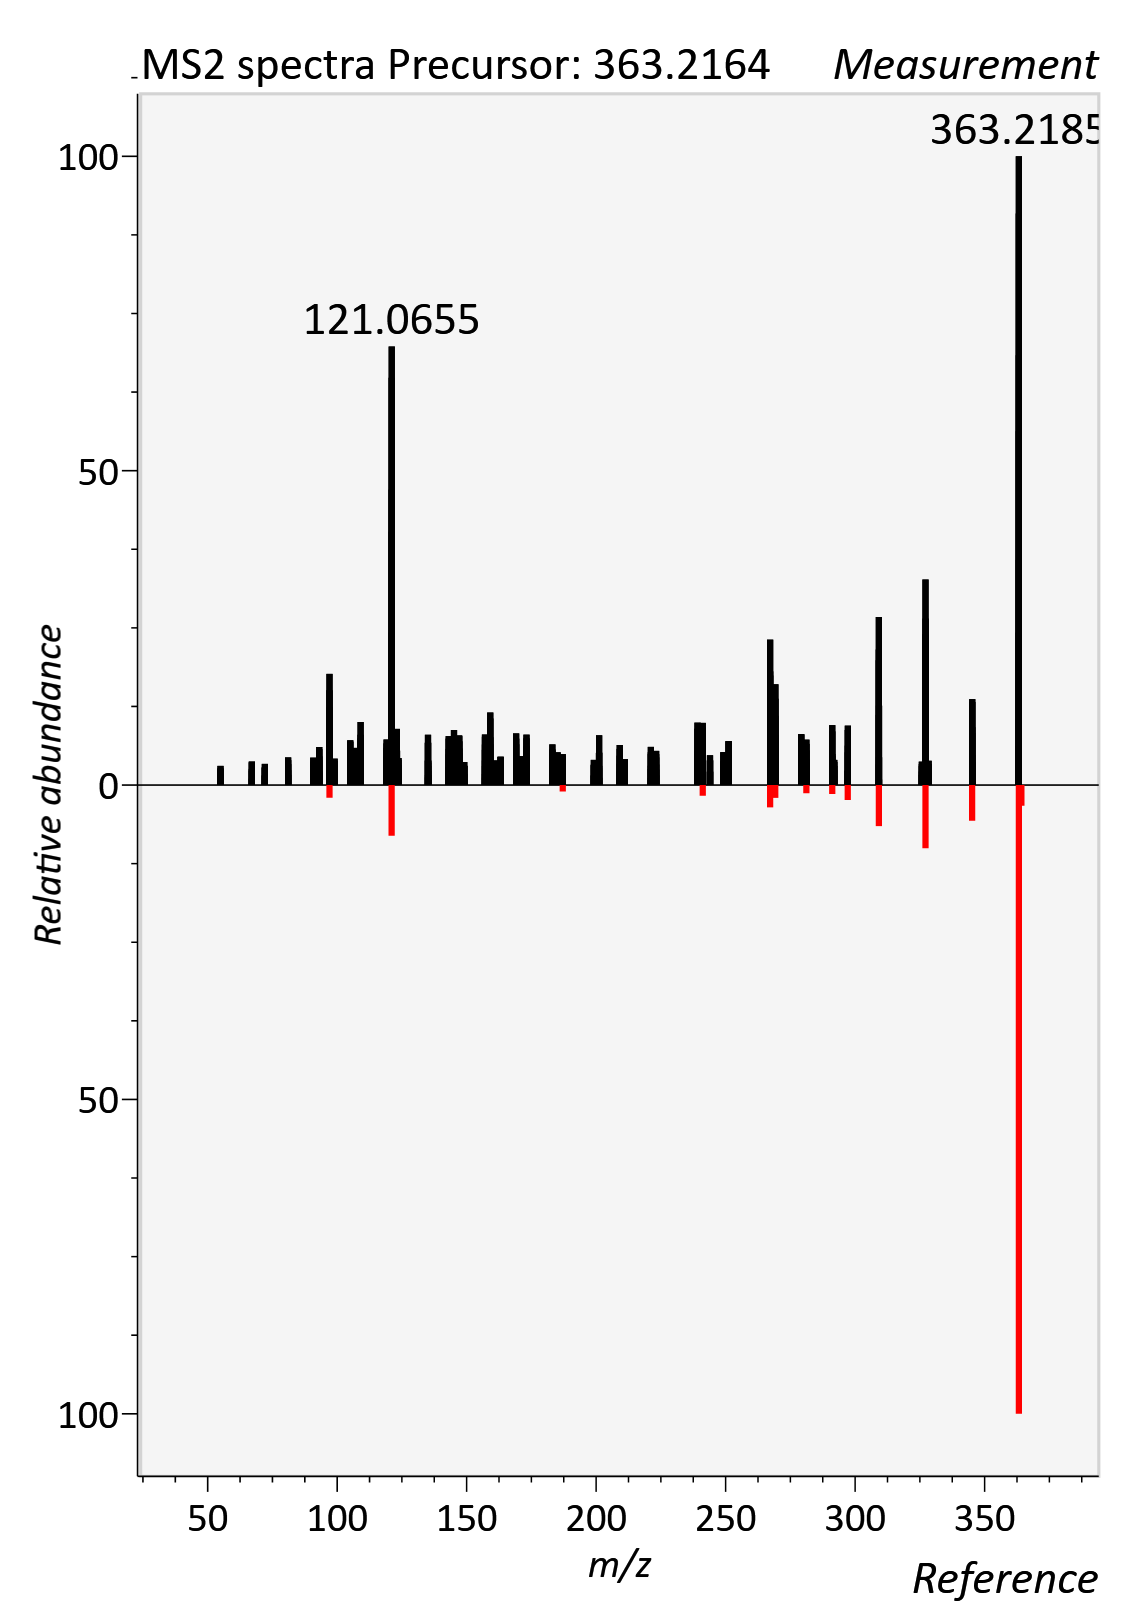 MS2 spectra Precursor: 363.2164 Measurement
363.2185
100
121.0655
50
0
50
100
Relative abundance
50 100 150 200 250 300 350
m/z
Reference